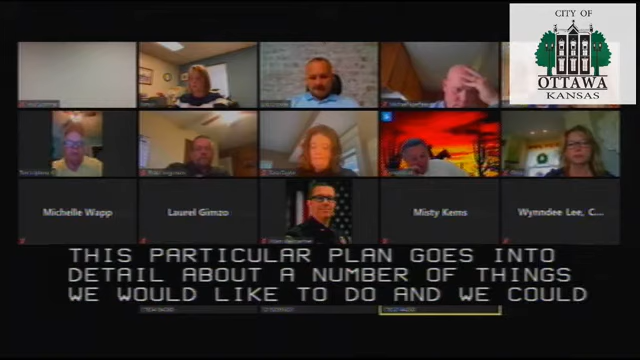 CITY OF
OTTAWA
KANSAS
Michelle Wapp
Laurel Gimzo
Misty Kems
Wynndee Lee, C...
THIS PARTICULAR PLAN GOES INTO
DETAIL ABOUT A NUMBER OF THINGS
WE WOULD LIKE TO DO AND WE COULD